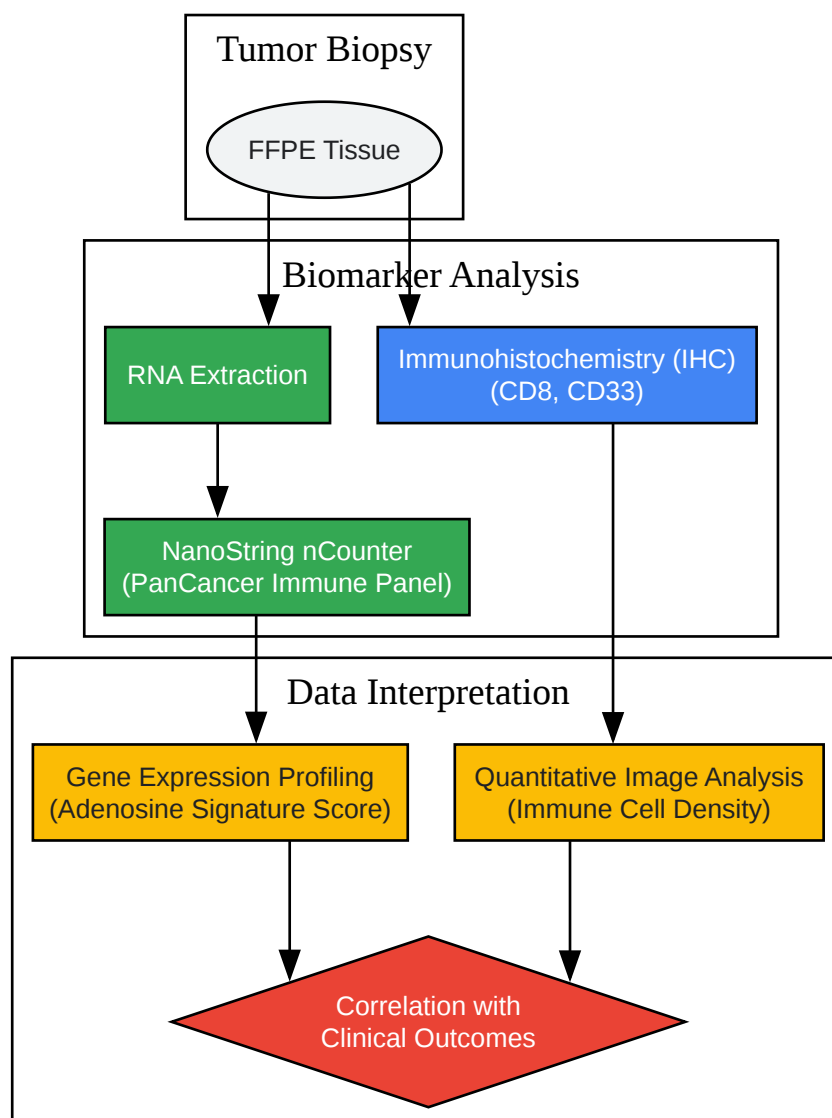 Tumor Biopsy
FFPE Tissue
Biomarker Analysis
RNA Extraction
Immunohistochemistry (IHC)
(CD8, CD33)
NanoString nCounter
(PanCancer Immune Panel)
Data Interpretation
Gene Expression Profiling
(Adenosine Signature Score)
Quantitative Image Analysis
(Immune Cell Density)
Correlation with
Clinical Outcomes